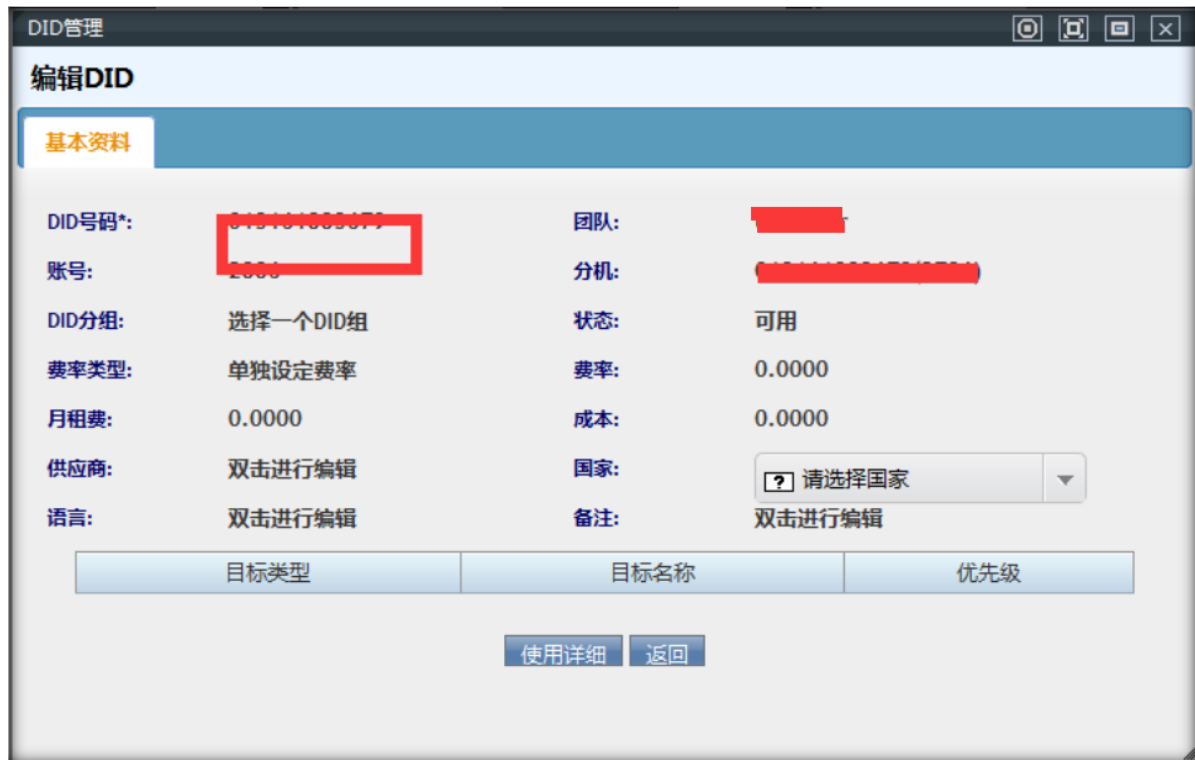 DID管理
编辑DID
基本资料
DID号码*: 团队:
账号: 分机:
DID分组: 选择一个DID组 状态: 可用
费率类型: 单独设定费率 费率: 0.0000
月租费: 0.0000 成本: 0.0000
供应商: 双击进行编辑 国家: 请选择国家
语言: 双击进行编辑 备注: 双击进行编辑
目标类型 目标名称 优先级
使用详细 返回